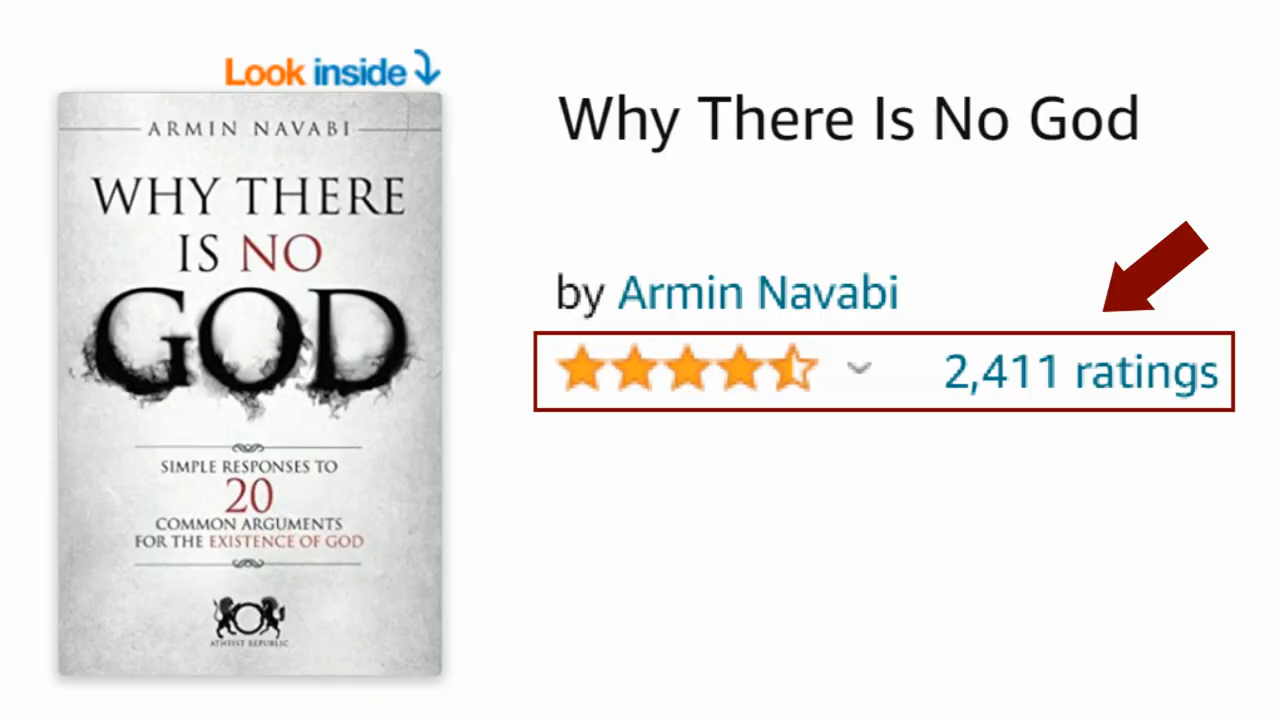 Look inside
ARMIN NAVABI
WHY THERE
IS NO
GOD
SIMPLE RESPONSES TO
20
COMMON ARGUMENTS
FOR THE EXISTENCE OF GOD
ATHEIST REPUBLIC
Why There Is No God
by Armin Navabi
2,411 ratings